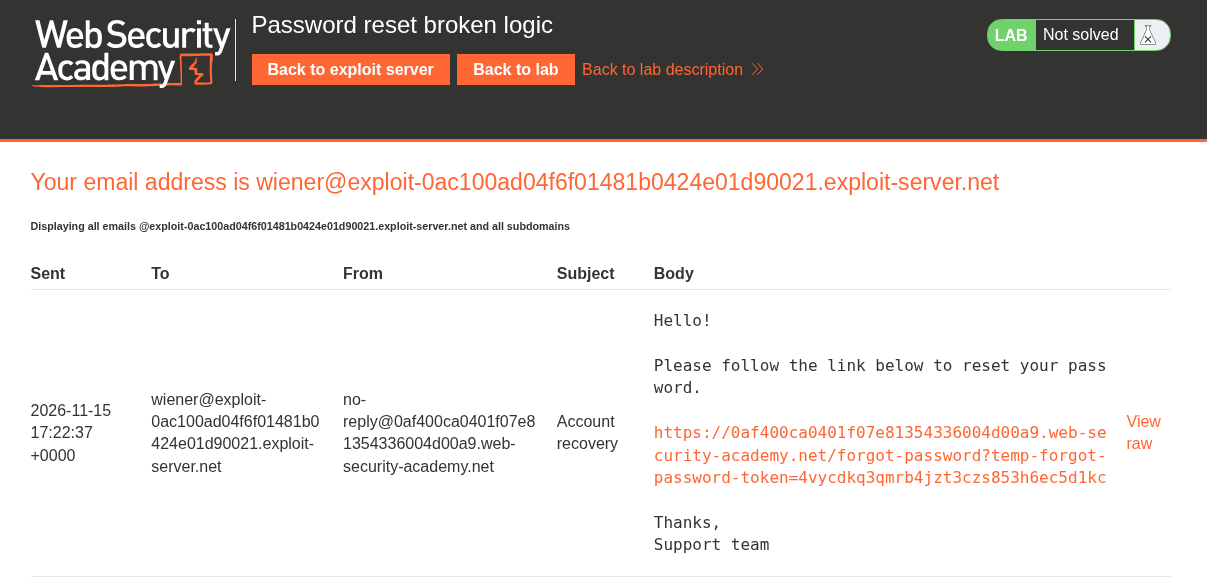 WebSecurity
Academy
Password reset broken logic
LAB Not solved
Back to exploit server Back to lab Back to lab description
Your email address is wiener@exploit-0ac100ad04f6f01481b0424e01d90021.exploit-server.net
Displaying all emails @exploit-0ac100ad04f6f01481b0424e01d90021.exploit-server.net and all subdomains
Sent To From Subject Body
2026-11-15
17:22:37
+0000
wiener@exploit-
0ac100ad04f6f01481b0
424e01d90021.exploit-
server.net
no-
reply@0af400ca0401f07e8
1354336004d00a9.web-
security-academy.net
Account
recovery
Hello!
Please follow the link below to reset your pass
word.
https://0af400ca0401f07e81354336004d00a9.web-se
curity-academy.net/forgot-password?temp-forgot-
password-token=4vycdkq3qmrb4jzt3czs853h6ec5d1kc
Thanks,
Support team
View
raw